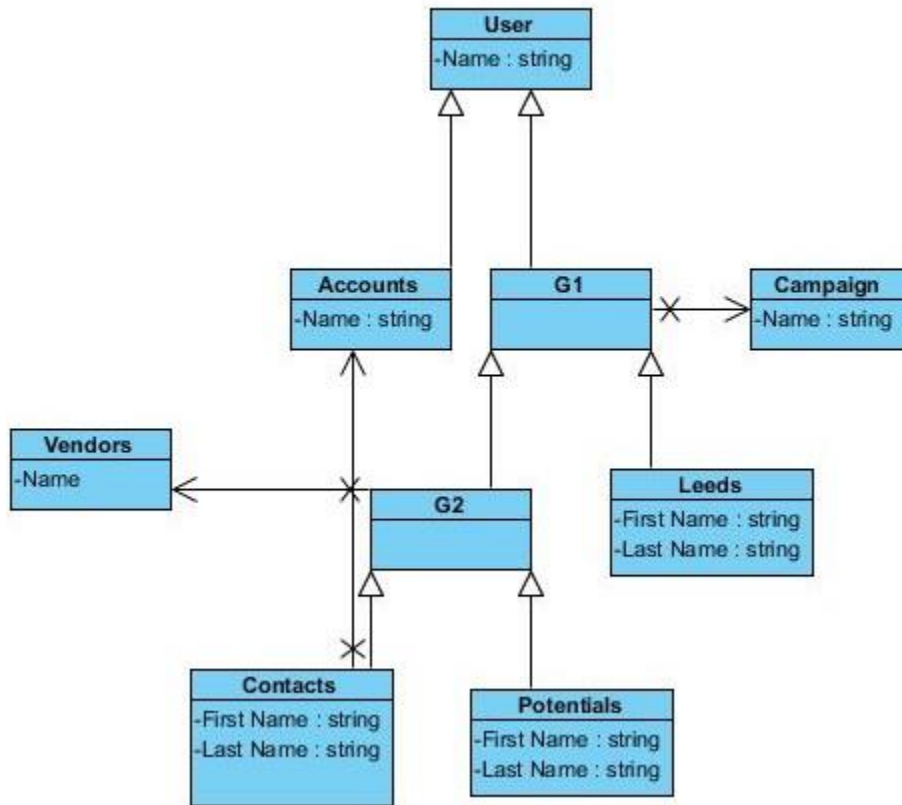 User
-Name : string
Accounts
-Name : string
G1
Campaign
-Name : string
Vendors
-Name
G2
Leeds
-First Name : string
-Last Name : string
Contacts
-First Name : string
-Last Name : string
Potentials
-First Name : string
-Last Name : string